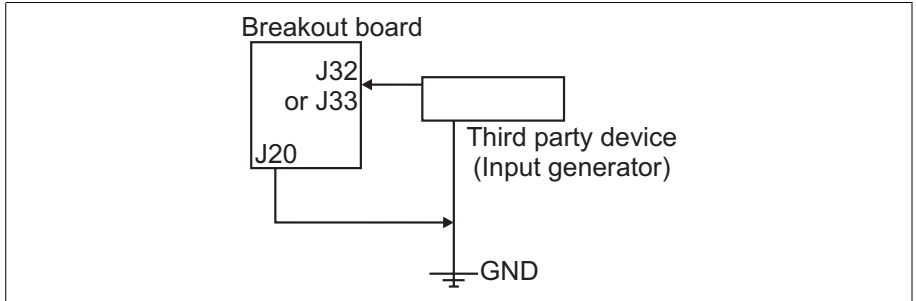 Breakout board
J32
or J33
J20
Third party device
(Input generator)
GND